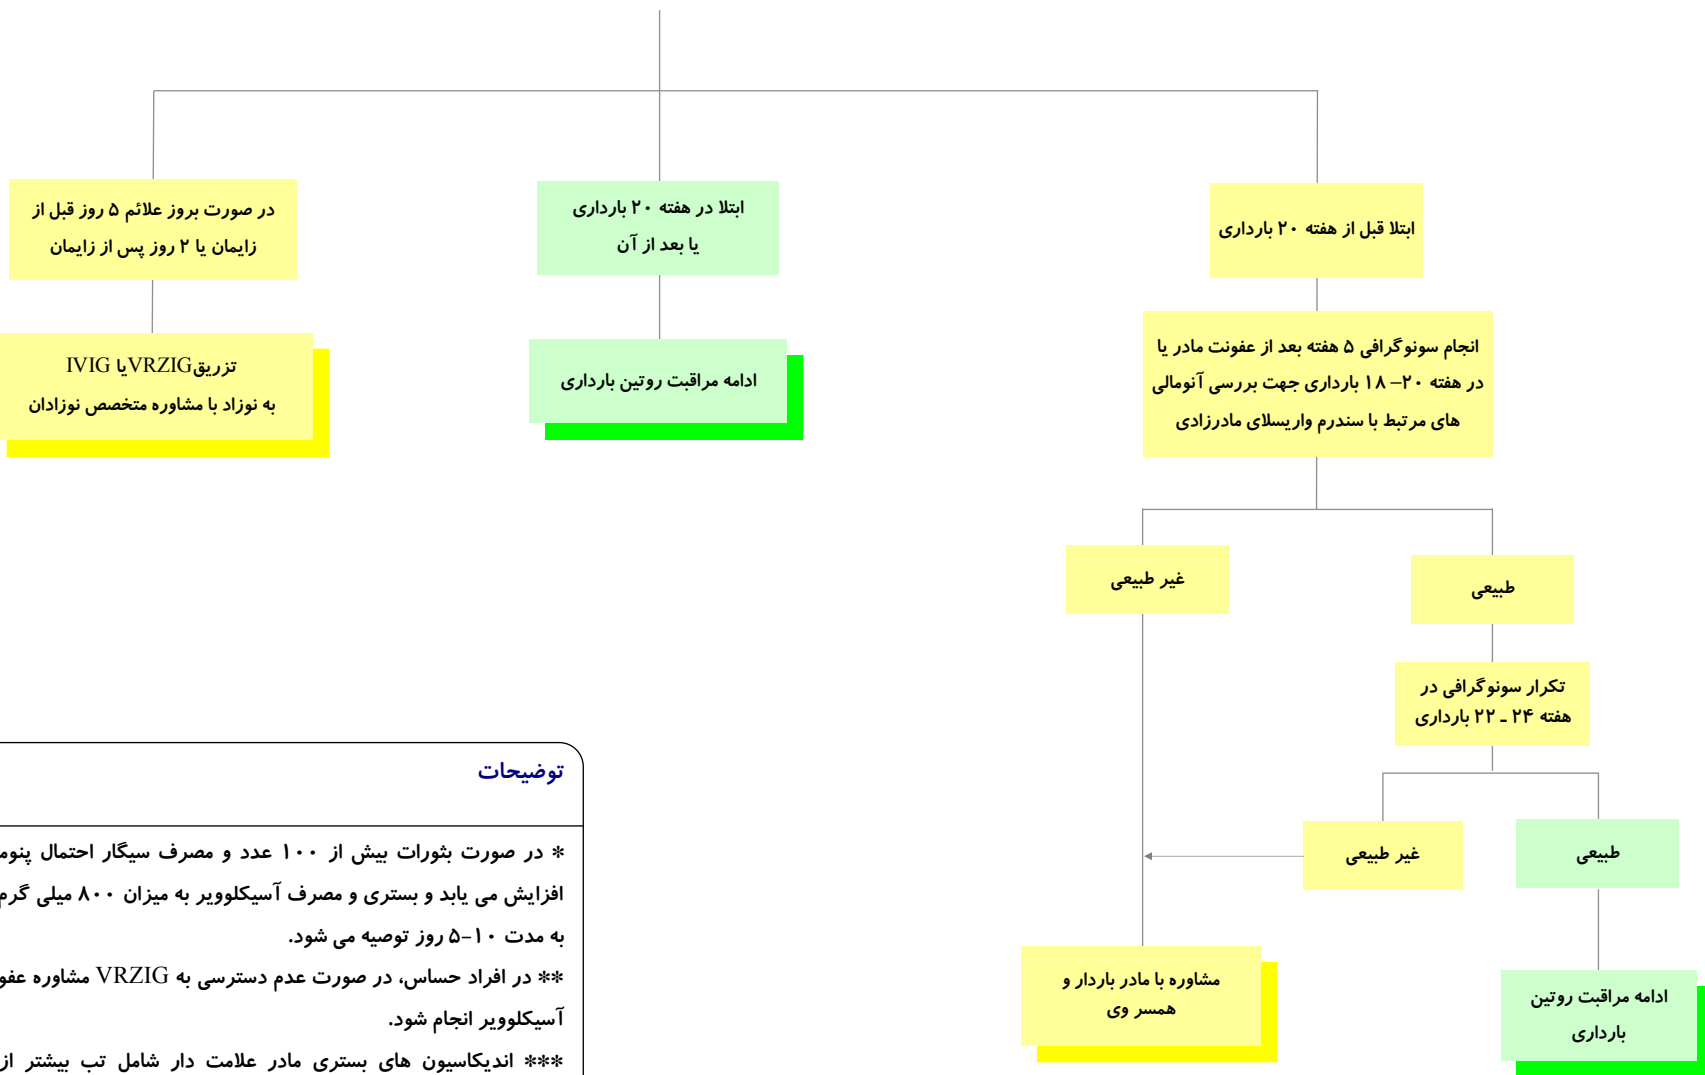 ابتلا قبل از هفته ۲۰ بارداری
ابتلا در هفته ۲۰ بارداری
یا بعد از آن
در صورت بروز علائم ۵ روز قبل از
زایمان یا ۲ روز پس از زایمان
انجام سونوگرافی ۵ هفته بعد از عفونت مادر یا
در هفته ۲۰– ۱۸ بارداری جهت بررسی آنومالی
های مرتبط با سندرم واریسلای مادرزادی
ادامه مراقبت روتین بارداری
تزریقVRZIGیا IVIG
به نوزاد با مشاوره متخصص نوزادان
طبیعی
غیر طبیعی
تکرار سونوگرافی در
هفته ۲۴ ـ ۲۲ بارداری
طبیعی
غیر طبیعی
ادامه مراقبت روتین
بارداری
مشاوره با مادر باردار و
همسر وی
توضیحات
* در صورت بثورات بیش از ۱۰۰ عدد و مصرف سیگار احتمال
افزایش می یابد و بستری و مصرف آسیکلوویر به میزان ۸۰۰ میلی گرم
به مدت ۱۰–۵ روز توصیه می شود.
** در افراد حساس، در صورت عدم دسترسی به VRZIG مشاوره
آسیکلوویر انجام شود.
*** اندیکاسیون های بستری مادر علامت دار شامل تب بیشتر از